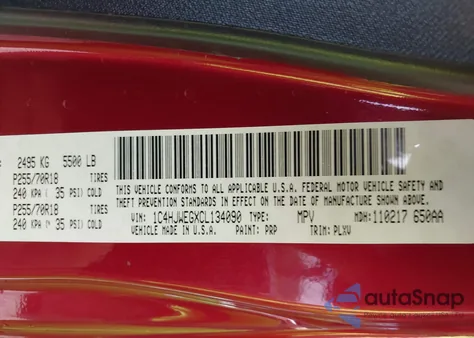 : 2495 KG 5500 LB
P255/70R18 TIRES
240 KPA ( 35 PSI) COLD
P255/70R18 TIRES
240 KPA ( 35 PSI) COLD
THIS VEHICLE CONFORMS TO ALL APPLICABLE U.S.A. FEDERAL MOTOR VEHICLE SAFETY AND
THEFT PREVENTION STANDARDS IN EFFECT ON THE DATE OF MANUFACTURE SHOWN ABOVE.
VIN: 1C4HJWEGXCL134090 TYPE: MPV MDH: 110217 650AA
VEHICLE MADE IN U.S.A. PAINT: PRP TRIM: PLXV
autoSnap